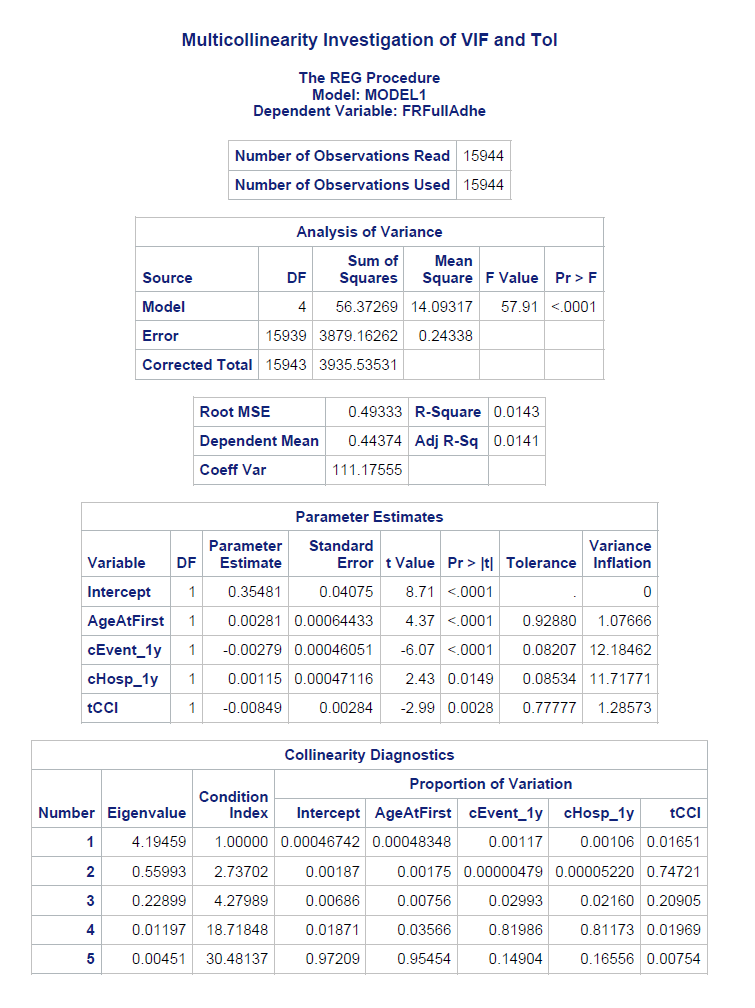 Multicollinearity Investigation of VIF and Tol
The REG Procedure
Model: MODEL1
Dependent Variable: FRFullAdhe
Number of Observations Read 15944
Number of Observations Used 15944
Analysis of Variance
Source DF Sum of Squares Mean Square F Value Pr > F
Model 4 56.37269 14.09317 57.91 <.0001
Error 15939 3879.16262 0.24338
Corrected Total 15943 3935.53531
Root MSE 0.49333 R-Square 0.0143
Dependent Mean 0.44374 Adj R-Sq 0.0141
Coeff Var 111.17555
Parameter Estimates
Variable DF Parameter Estimate Standard Error t Value Pr > |t| Tolerance Variance Inflation
Intercept 1 0.35481 0.04075 8.71 <.0001 . 0
AgeAtFirst 1 0.00281 0.00064433 4.37 <.0001 0.92880 1.07666
cEvent_1y 1 -0.00279 0.00046051 -6.07 <.0001 0.08207 12.18462
cHosp_1y 1 0.00115 0.00047116 2.43 0.0149 0.08534 11.71771
tCCI 1 -0.00849 0.00284 -2.99 0.0028 0.77777 1.28573
Collinearity Diagnostics
Number Eigenvalue Condition Index Proportion of Variation
Intercept AgeAtFirst cEvent_1y cHosp_1y tCCI
1 4.19459 1.00000 0.00046742 0.00048348 0.00117 0.00106 0.01651
2 0.55993 2.73702 0.00187 0.00175 0.00000479 0.00005220 0.74721
3 0.22899 4.27989 0.00686 0.00756 0.02993 0.02160 0.20905
4 0.01197 18.71848 0.01871 0.03566 0.81986 0.81173 0.01969
5 0.00451 30.48137 0.97209 0.95454 0.14904 0.16556 0.00754